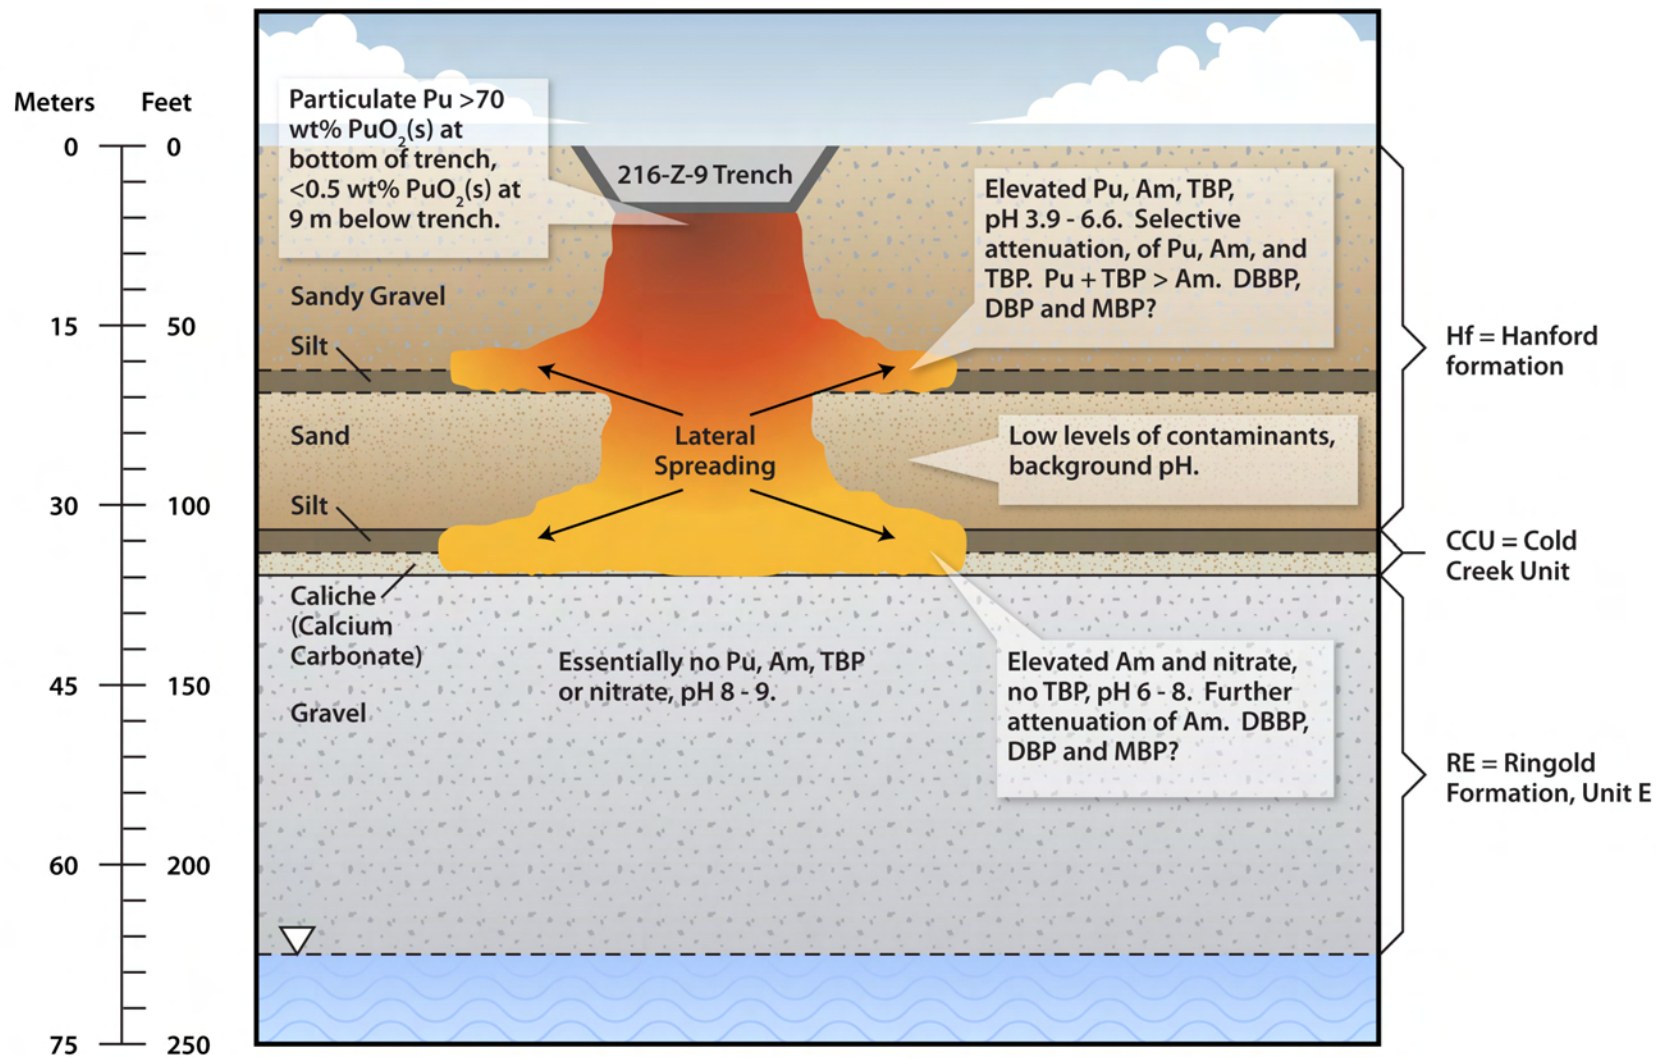 Meters Feet
0 0
15 50
30 100
45 150
60 200
75 250
Particulate Pu >70
wt% PuO₂(s) at
bottom of trench,
<0.5 wt% PuO₂(s) at
9 m below trench.
216-Z-9 Trench
Elevated Pu, Am, TBP,
pH 3.9 - 6.6. Selective
attenuation, of Pu, Am, and
TBP. Pu + TBP > Am. DBBP,
DBP and MBP?
Sandy Gravel
Silt
Sand
Lateral
Spreading
Low levels of contaminants,
background pH.
Silt
Caliche
(Calcium
Carbonate)
Gravel
Essentially no Pu, Am, TBP
or nitrate, pH 8 - 9.
Elevated Am and nitrate,
no TBP, pH 6 - 8. Further
attenuation of Am. DBBP,
DBP and MBP?
Hf = Hanford
formation
CCU = Cold
Creek Unit
RE = Ringold
Formation, Unit E